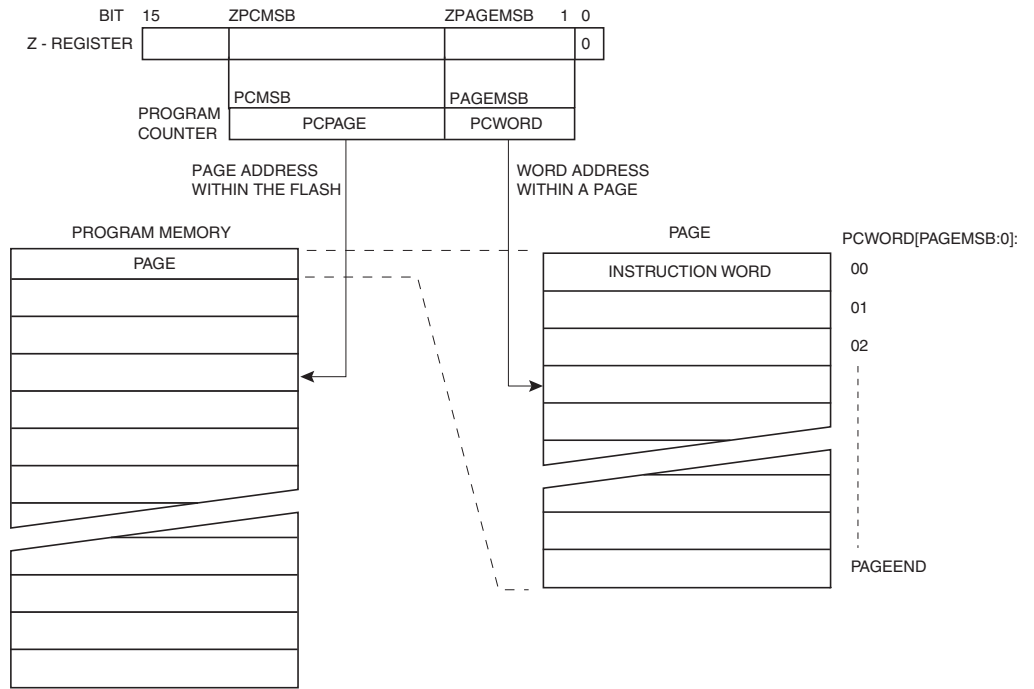 BIT 15 ZPCMSB ZPAGEMSB 1 0
Z - REGISTER 0
PCMSB PAGEMSB
PROGRAM
COUNTER
PCPAGE PCWORD
PAGE ADDRESS
WITHIN THE FLASH
WORD ADDRESS
WITHIN A PAGE
PROGRAM MEMORY
PAGE
PAGE
PCWORD[PAGEMSB:0]:
INSTRUCTION WORD 00
01
02
PAGEEND